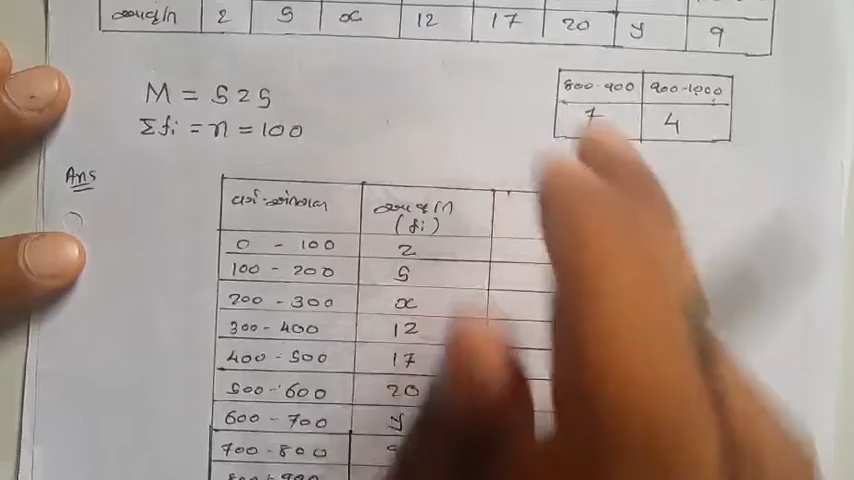 2 5 x 12 17 20 y 9
M = 525
Σfi = n = 100
800-900 900-1000
7 4
Ans
(fi)
0 - 100 2
100 - 200 5
200 - 300 x
300 - 400 12
400 - 500 17
500 - 600 20
600 - 700 y
700 - 800